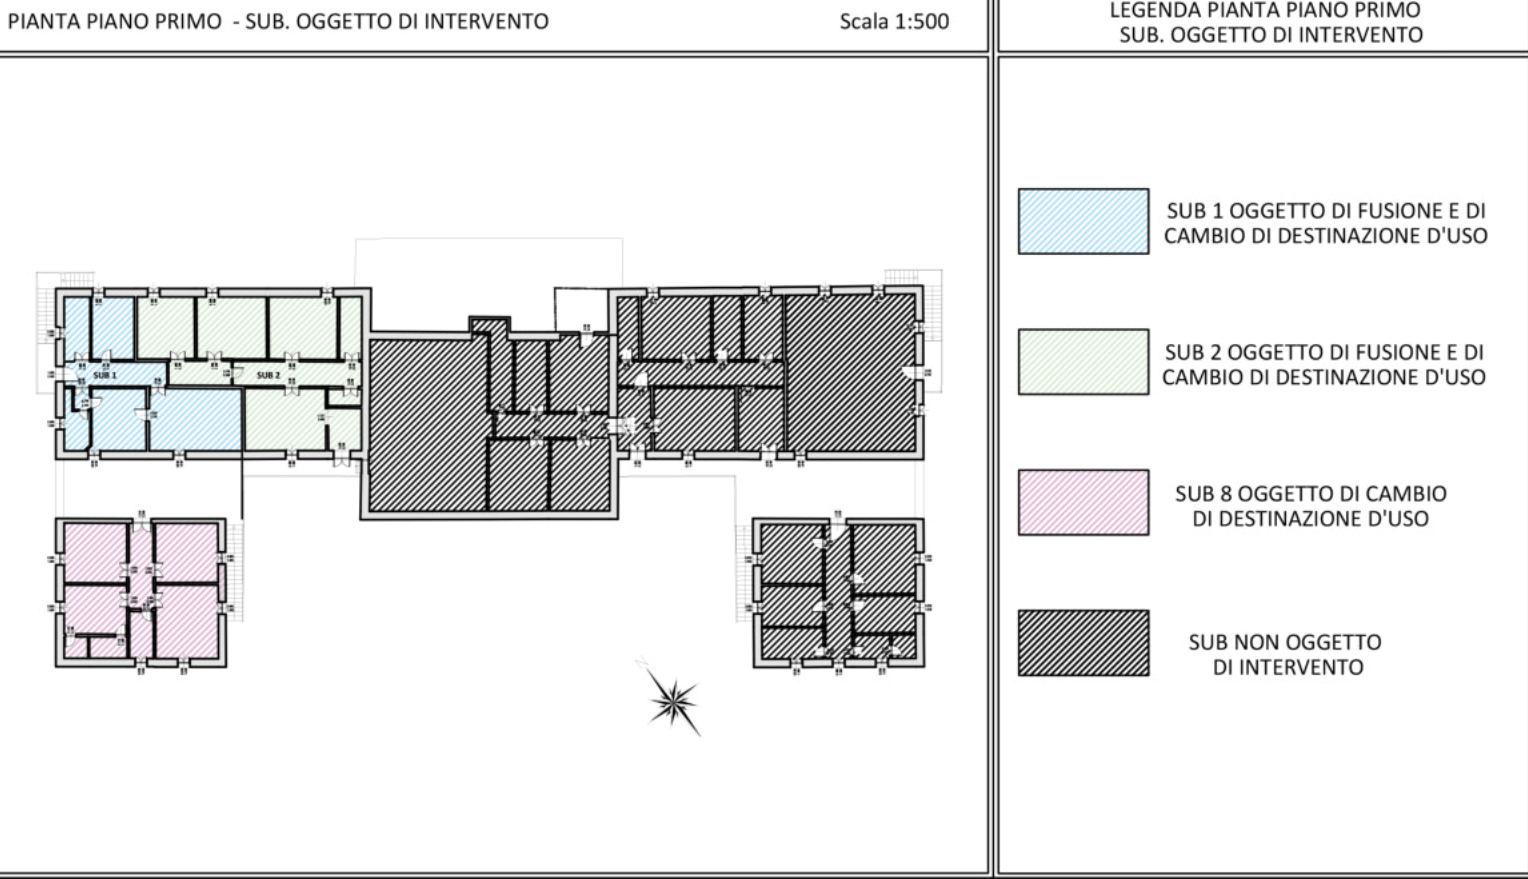 PIANTA PIANO PRIMO - SUB. OGGETTO DI INTERVENTO
Scala 1:500
LEGENDA PIANTA PIANO PRIMO
SUB. OGGETTO DI INTERVENTO
SUB 1
SUB 2
N
SUB 1 OGGETTO DI FUSIONE E DI
CAMBIO DI DESTINAZIONE D'USO
SUB 2 OGGETTO DI FUSIONE E DI
CAMBIO DI DESTINAZIONE D'USO
SUB 8 OGGETTO DI CAMBIO
DI DESTINAZIONE D'USO
SUB NON OGGETTO
DI INTERVENTO